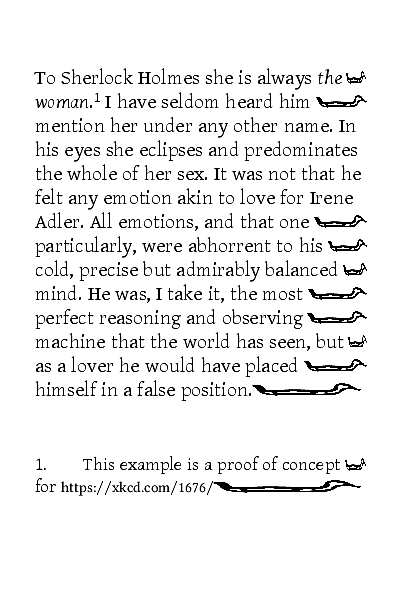 To Sherlock Holmes she is always the
woman.¹ I have seldom heard him
mention her under any other name. In
his eyes she eclipses and predominates
the whole of her sex. It was not that he
felt any emotion akin to love for Irene
Adler. All emotions, and that one
particularly, were abhorrent to his
cold, precise but admirably balanced
mind. He was, I take it, the most
perfect reasoning and observing
machine that the world has seen, but
as a lover he would have placed
himself in a false position.
1. This example is a proof of concept
for https://xkcd.com/1676/